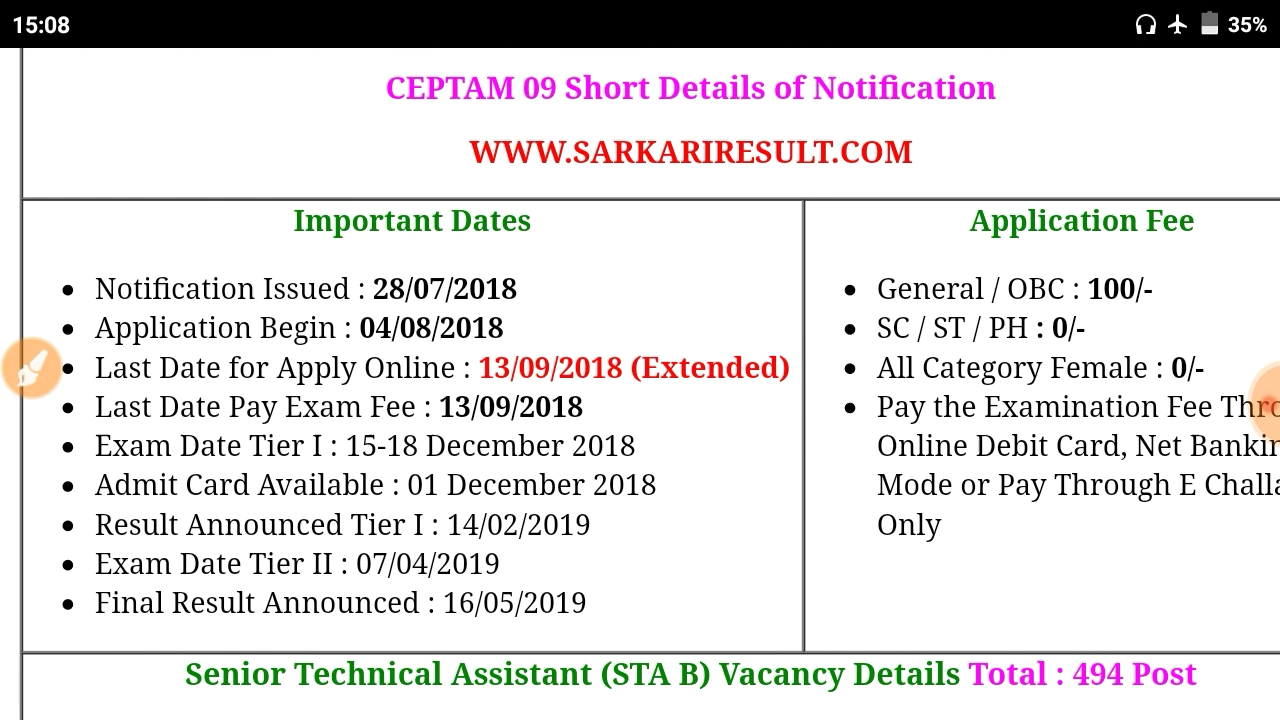 15:08
35%
CEPTAM 09 Short Details of Notification
WWW.SARKARIRESULT.COM
Important Dates
Notification Issued : 28/07/2018
Application Begin : 04/08/2018
Last Date for Apply Online : 13/09/2018 (Extended)
Last Date Pay Exam Fee : 13/09/2018
Exam Date Tier I : 15-18 December 2018
Admit Card Available : 01 December 2018
Result Announced Tier I : 14/02/2019
Exam Date Tier II : 07/04/2019
Final Result Announced : 16/05/2019
Application Fee
General / OBC : 100/-
SC / ST / PH : 0/-
All Category Female : 0/-
Pay the Examination Fee
Online Debit Card, Net
Mode or Pay Through E
Only
Senior Technical Assistant (STA B) Vacancy Details Total : 494 Post